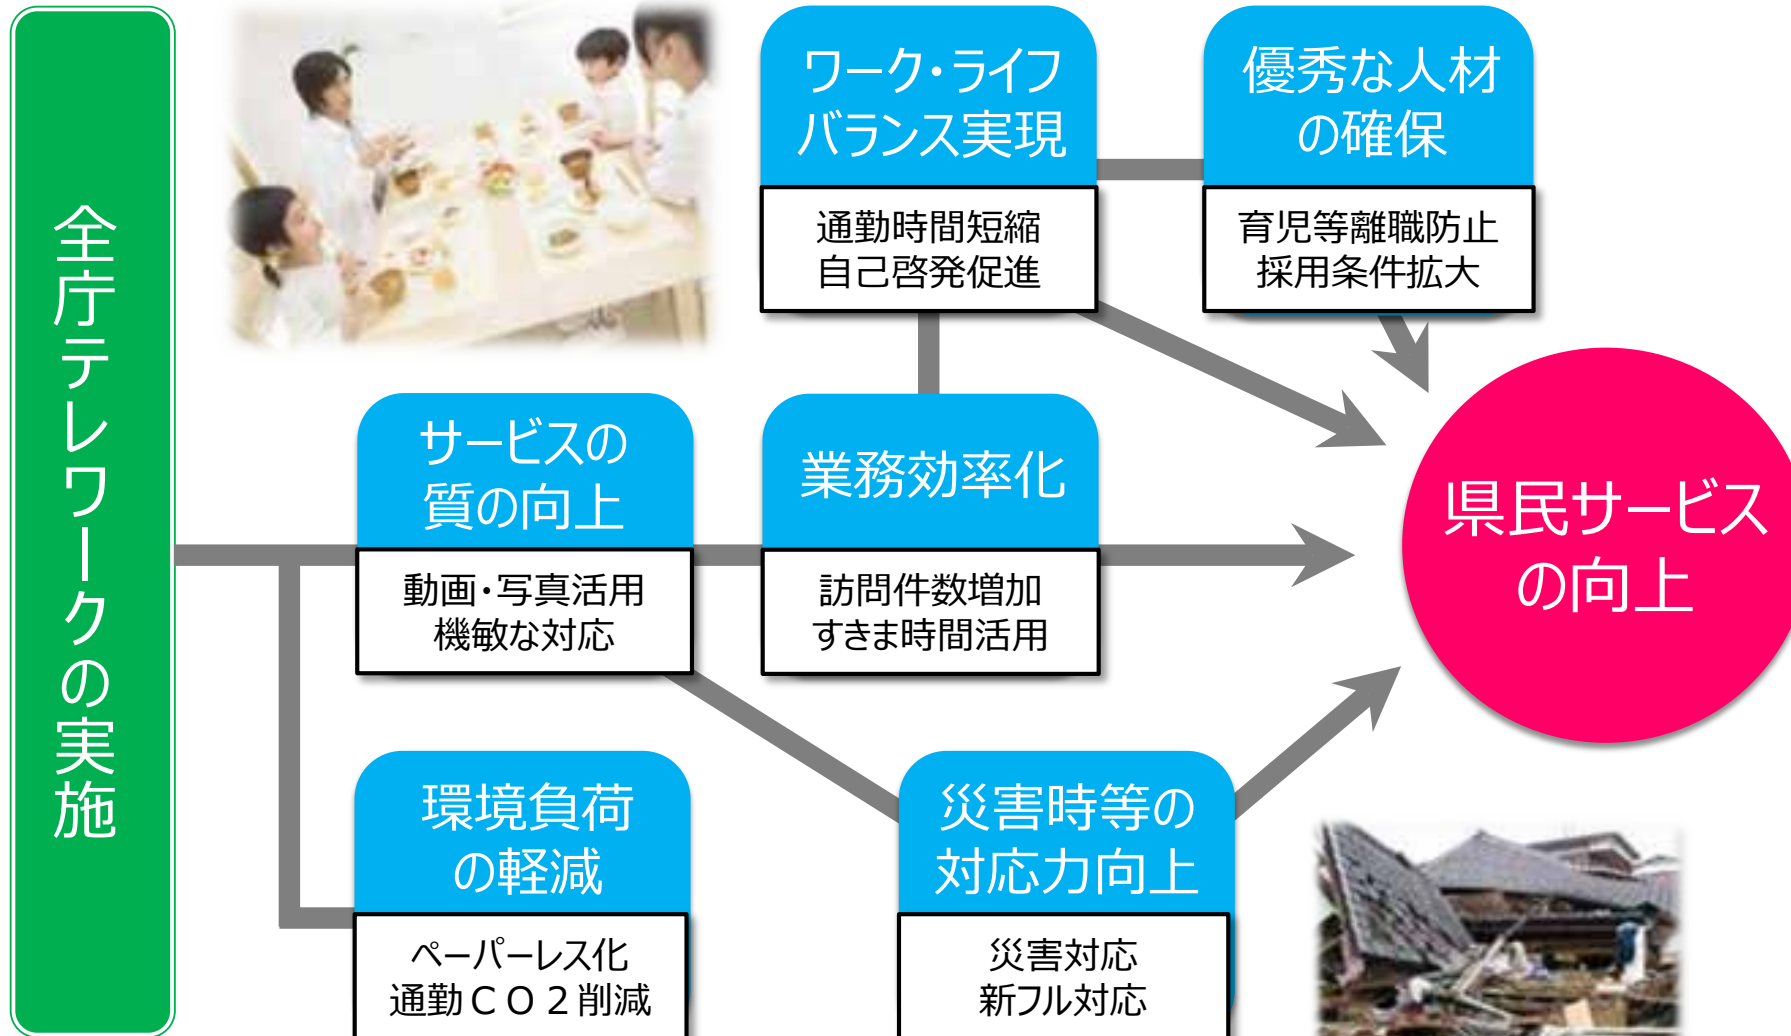 全庁テレワークの実施
ワーク・ライフ
バランス実現
通勤時間短縮
自己啓発促進
優秀な人材
の確保
育児等離職防止
採用条件拡大
サービスの
質の向上
動画・写真活用
機敏な対応
業務効率化
訪問件数増加
すきま時間活用
県民サービス
の向上
環境負荷
の軽減
ペーパーレス化
通勤ＣＯ２削減
災害時等の
対応力向上
災害対応
新フル対応